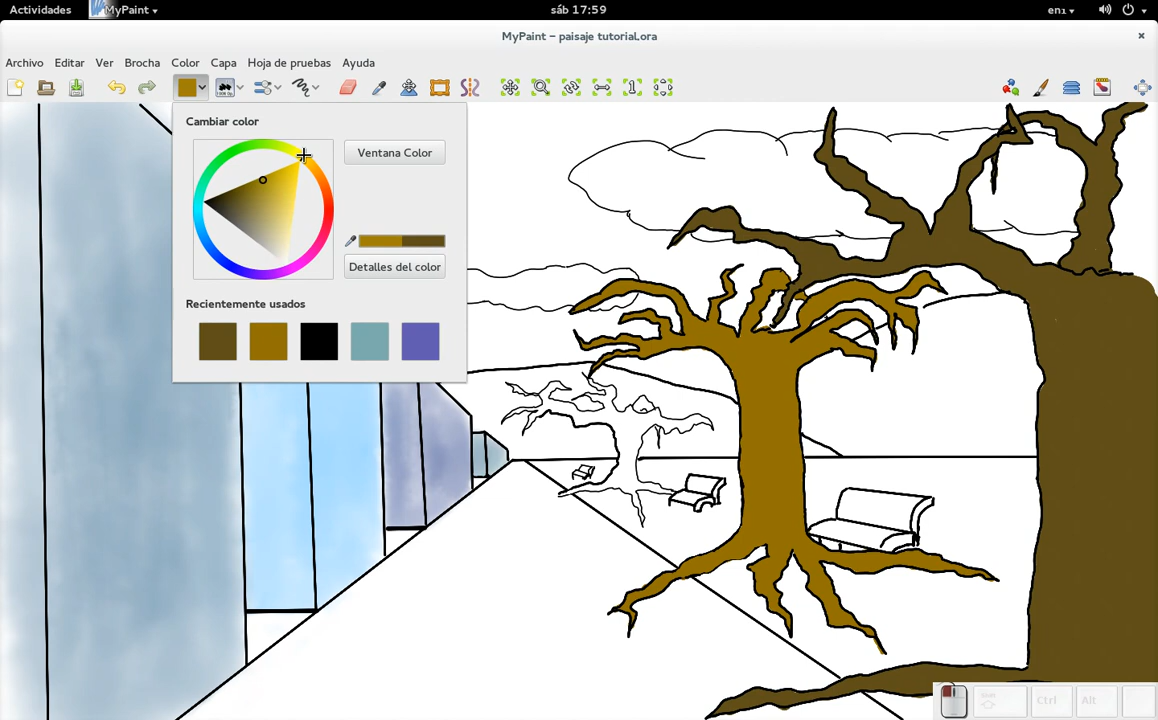 Actividades MyPaint sáb 17:59 en1
MyPaint – paisaje tutorial.ora ×
Archivo Editar Ver Brocha Color Capa Hoja de pruebas Ayuda
Cambiar color
Ventana Color
Detalles del color
Recientemente usados
Ctrl Alt